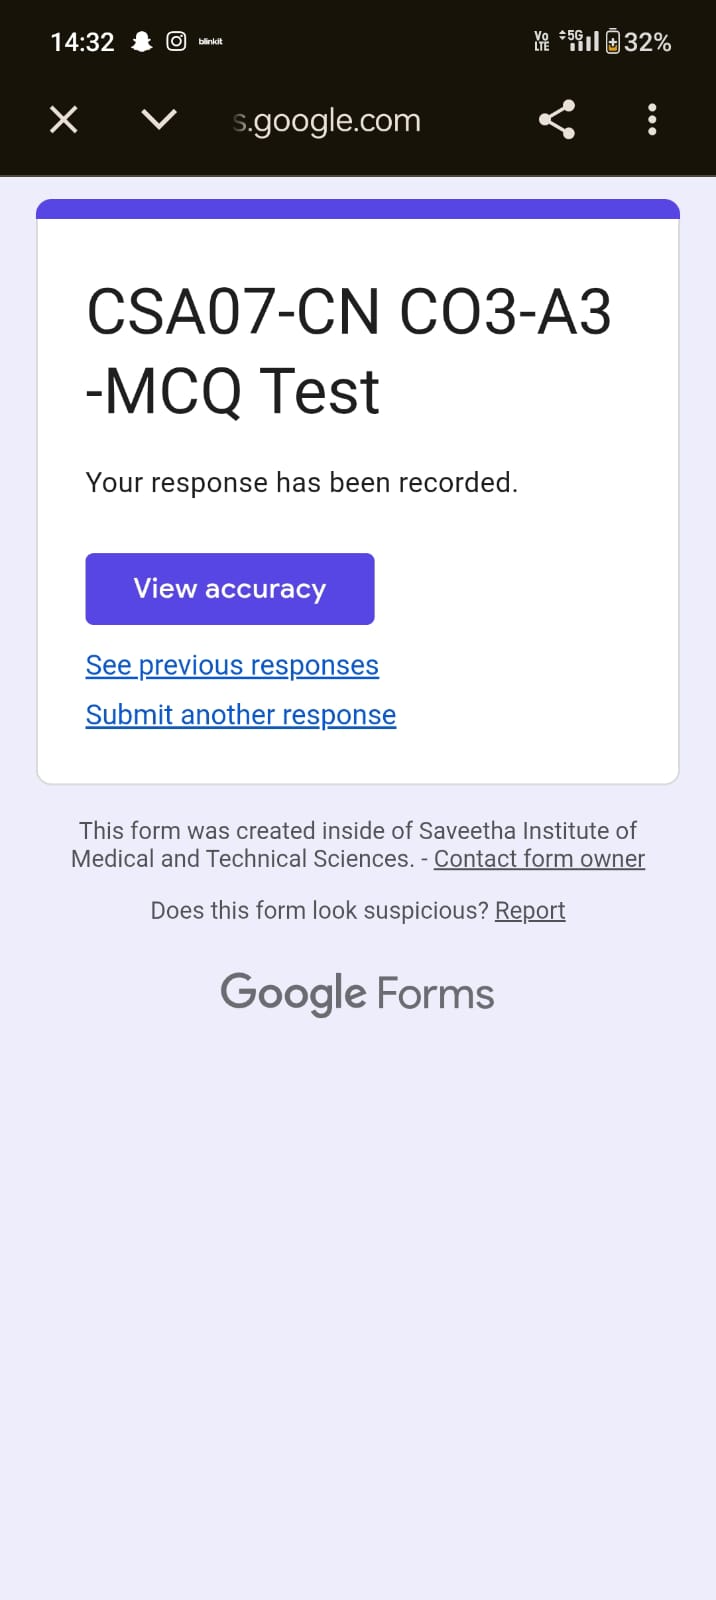 14:32 blinkit Vo LTE 5G 32%
s.google.com
CSA07-CN CO3-A3
-MCQ Test
Your response has been recorded.
View accuracy
See previous responses
Submit another response
This form was created inside of Saveetha Institute of
Medical and Technical Sciences. - Contact form owner
Does this form look suspicious? Report
Google Forms